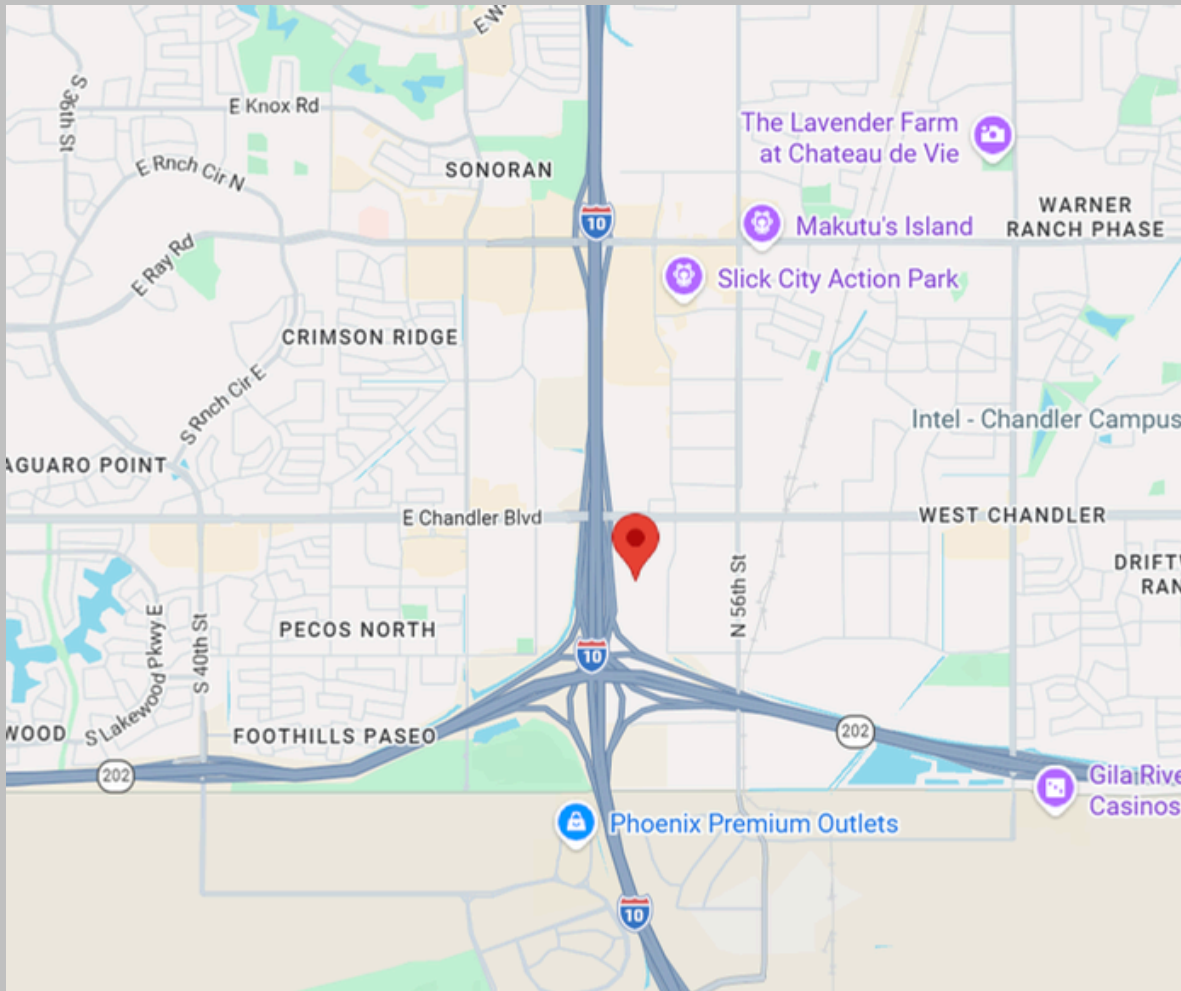 E Knox Rd
S 36th St
E Rnch Cir N
SONORAN
The Lavender Farm
at Chateau de Vie
10
WARNER
RANCH PHASE
Makutu's Island
E Ray Rd
Slick City Action Park
CRIMSON RIDGE
S Rnch Cir E
Intel - Chandler Campus
AGUARO POINT
E Chandler Blvd
WEST CHANDLER
DRIFTW
RAN
N 56th St
S Lakewood Pkwy E
S 40th St
PECOS NORTH
10
WOOD
FOOTHILLS PASEO
202
202
Gila Rive
Casinos
Phoenix Premium Outlets
10